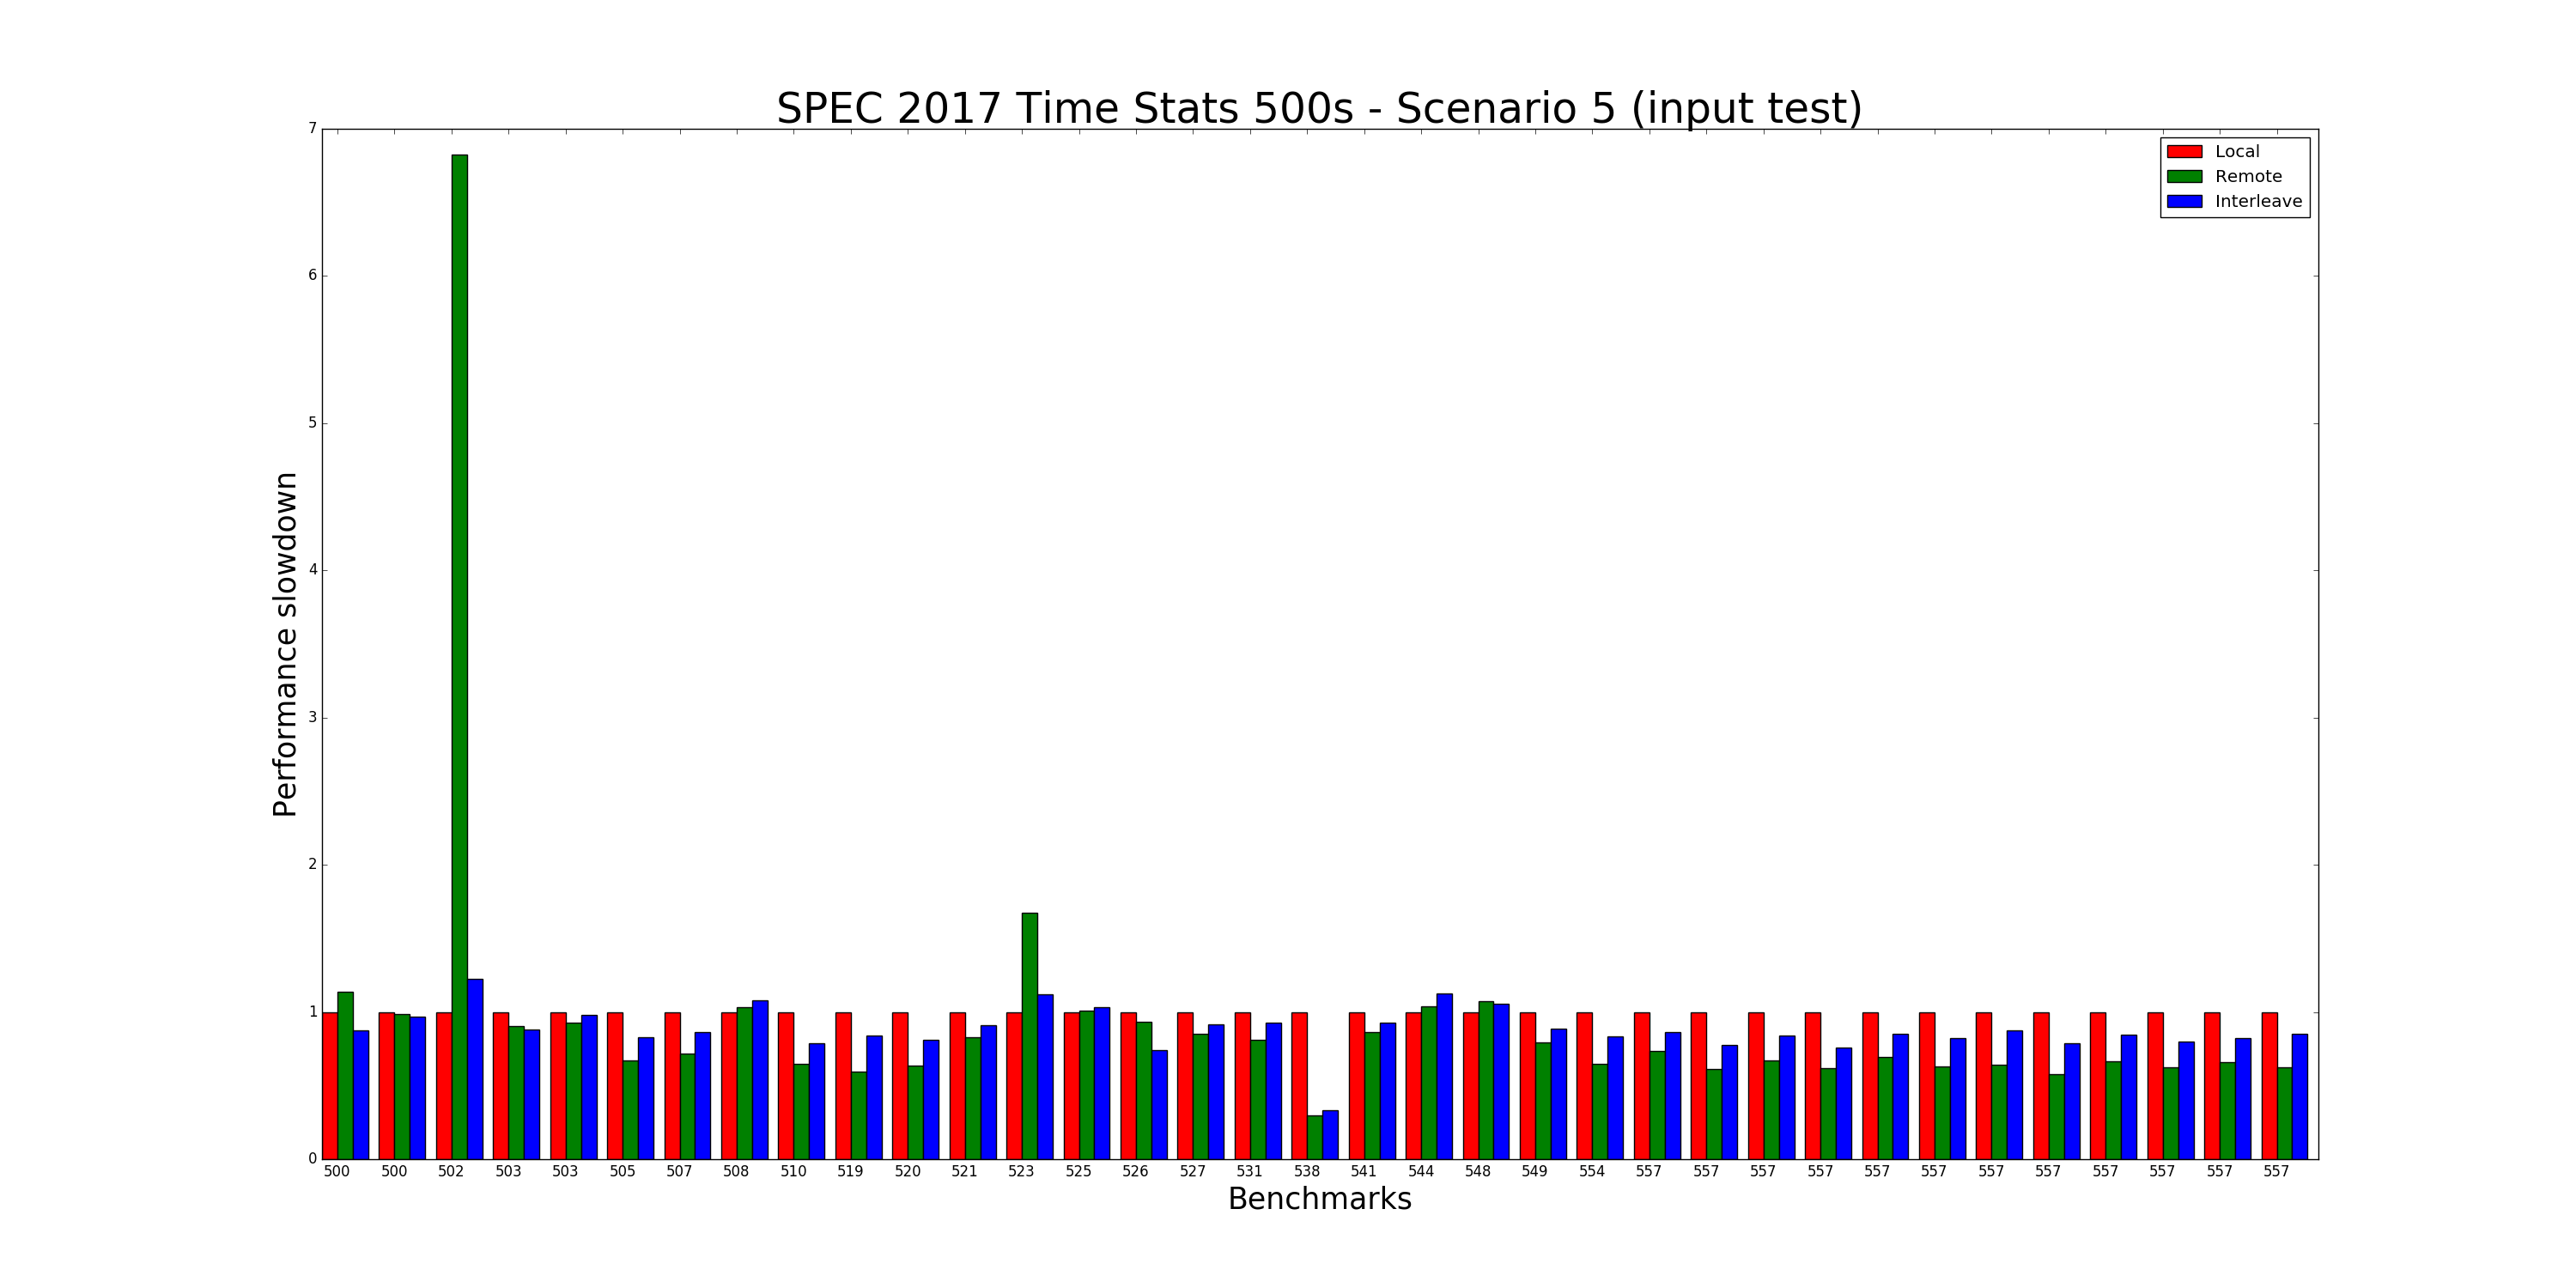 SPEC 2017 Time Stats 500s - Scenario 5 (input test)
7
6
5
4
3
2
1
0
Performance slowdown
Local
Remote
Interleave
500 500 502 503 503 505 507 508 510 519 520 521 523 525 526 527 531 538 541 544 548 549 554 557 557 557 557 557 557 557 557 557 557 557 557
Benchmarks